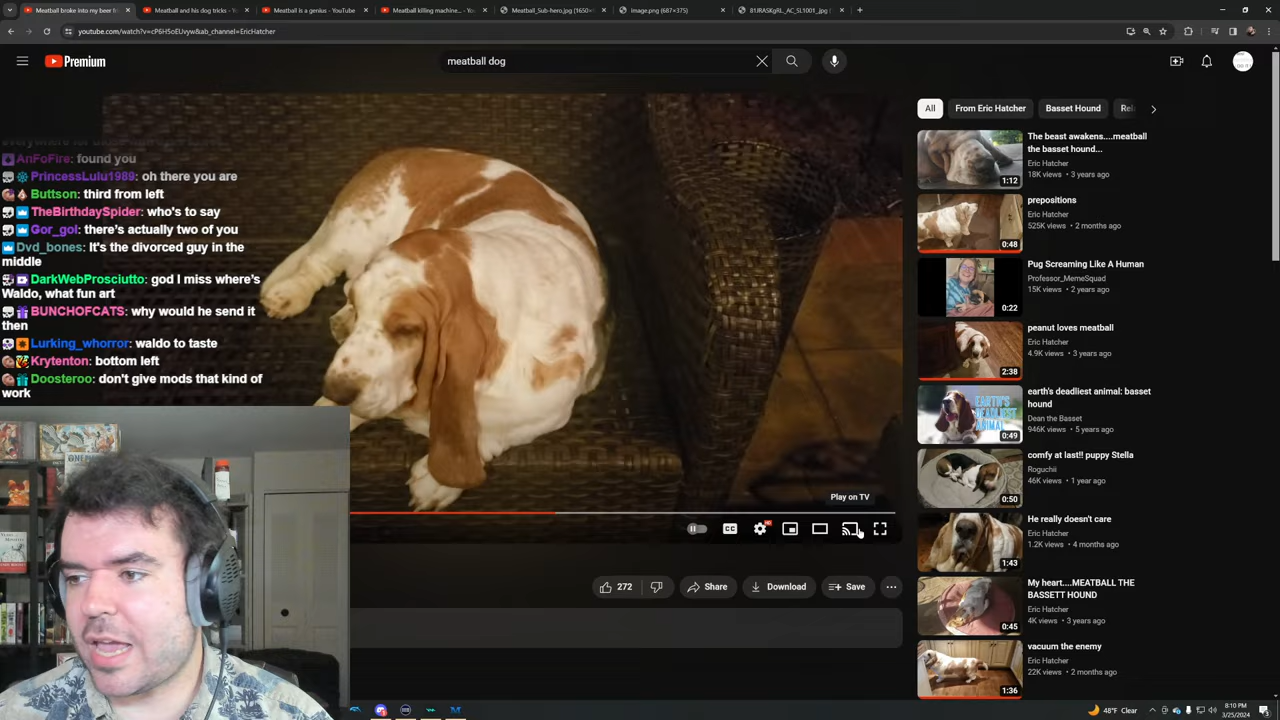 Meatball broke into my beer f
Meatball and his dog tricks - Y
Meatball is a genius - YouTube
Meatball killing machine... - Yo
Meatball_Sub-hero.jpg (1650×
image.png (687×375)
81JRASKgRL_AC_SL1001_.jpg (
youtube.com/watch?v=cP6H5oEUvyw&ab_channel=EricHatcher
Premium
meatball dog
AnFoFire: found you
PrincessLulu1989: oh there you are
Buttson: third from left
TheBirthdaySpider: who's to say
Gor_gol: there's actually two of you
Dvd_bones: It's the divorced guy in the
middle
DarkWebProsciutto: god I miss where's
Waldo, what fun art
BUNCHOFCATS: why would he send it
then
Lurking_whorror: waldo to taste
Krytenton: bottom left
Doosteroo: don't give mods that kind of
work
Play on TV
CC
HD
272
Share
Download
Save
All
From Eric Hatcher
Basset Hound
Rel
The beast awakens....meatball
the basset hound...
Eric Hatcher
18K views • 3 years ago
1:12
prepositions
Eric Hatcher
525K views • 2 months ago
0:48
Pug Screaming Like A Human
Professor_MemeSquad
15K views • 2 years ago
0:22
peanut loves meatball
Eric Hatcher
4.9K views • 3 years ago
2:38
earth's deadliest animal: basset
hound
Dean the Basset
946K views • 5 years ago
EARTH'S
DEADLIEST
ANIMAL
0:49
comfy at last!! puppy Stella
Roguchii
46K views • 1 year ago
0:50
He really doesn't care
Eric Hatcher
1.2K views • 4 months ago
1:43
My heart....MEATBALL THE
BASSETT HOUND
Eric Hatcher
4K views • 3 years ago
0:45
vacuum the enemy
Eric Hatcher
22K views • 2 months ago
1:36
48°F Clear
8:10 PM
3/25/2024